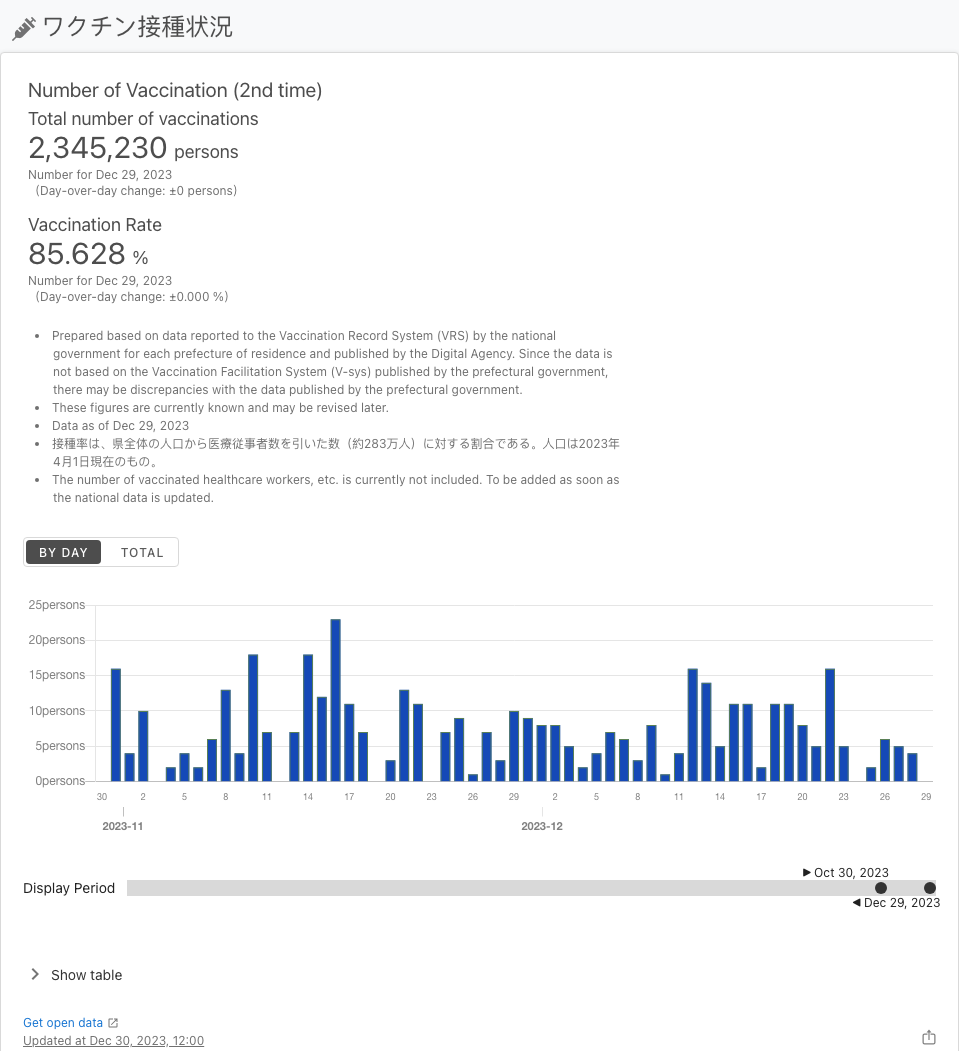 ワクチン接種状況
Number of Vaccination (2nd time)
Total number of vaccinations
2,345,230 persons
Number for Dec 29, 2023
(Day-over-day change: ±0 persons)
Vaccination Rate
85.628 %
Number for Dec 29, 2023
(Day-over-day change: ±0.000 %)
• Prepared based on data reported to the Vaccination Record System (VRS) by the national
government for each prefecture of residence and published by the Digital Agency. Since the data is
not based on the Vaccination Facilitation System (V-sys) published by the prefectural government,
there may be discrepancies with the data published by the prefectural government.
• These figures are currently known and may be revised later.
• Data as of Dec 29, 2023
• 接種率は、県全体の人口から医療従事者数を引いた数（約283万人）に対する割合である。人口は2023年
4月1日現在のもの。
• The number of vaccinated healthcare workers, etc. is currently not included. To be added as soon as
the national data is updated.
BY DAY TOTAL
25persons
20persons
15persons
10persons
5persons
0persons
30 2 5 8 11 14 17 20 23 26 29 2 5 8 11 14 17 20 23 26 29
2023-11 2023-12
Oct 30, 2023
Display Period
Dec 29, 2023
Show table
Get open data
Updated at Dec 30, 2023, 12:00